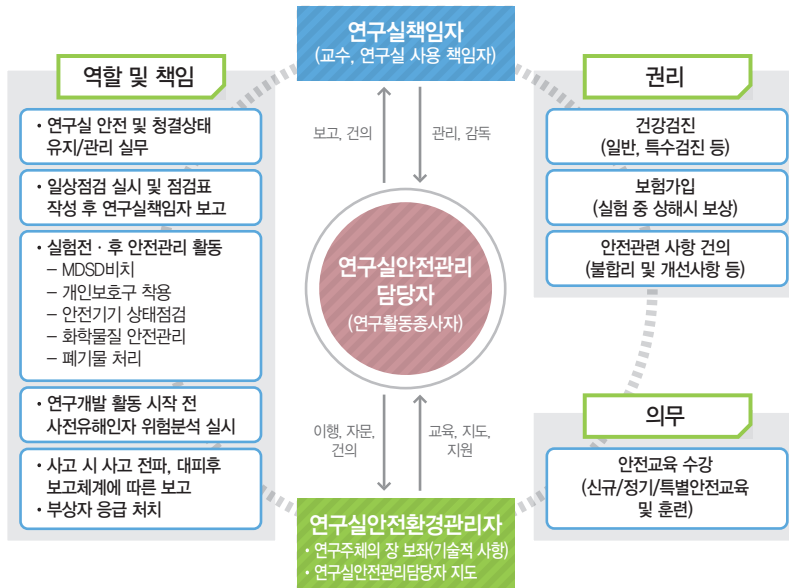 연구실책임자
(교수, 연구실 사용 책임자)
역할 및 책임
• 연구실 안전 및 청결상태
유지/관리 실무
• 일상점검 실시 및 점검표
작성 후 연구실책임자 보고
• 실험전 · 후 안전관리 활동
– MDSD비치
– 개인보호구 착용
– 안전기기 상태점검
– 화학물질 안전관리
– 폐기물 처리
• 연구개발 활동 시작 전
사전유해인자 위험분석 실시
• 사고 시 사고 전파, 대피후
보고체계에 따른 보고
• 부상자 응급 처치
보고, 건의
관리, 감독
연구실안전관리
담당자
(연구활동종사자)
이행, 자문,
건의
교육, 지도,
지원
연구실안전환경관리자
• 연구주체의 장 보좌(기술적 사항)
• 연구실안전관리담당자 지도
권리
건강검진
(일반, 특수검진 등)
보험가입
(실험 중 상해시 보상)
안전관련 사항 건의
(불합리 및 개선사항 등)
의무
안전교육 수강
(신규/정기/특별안전교육
및 훈련)